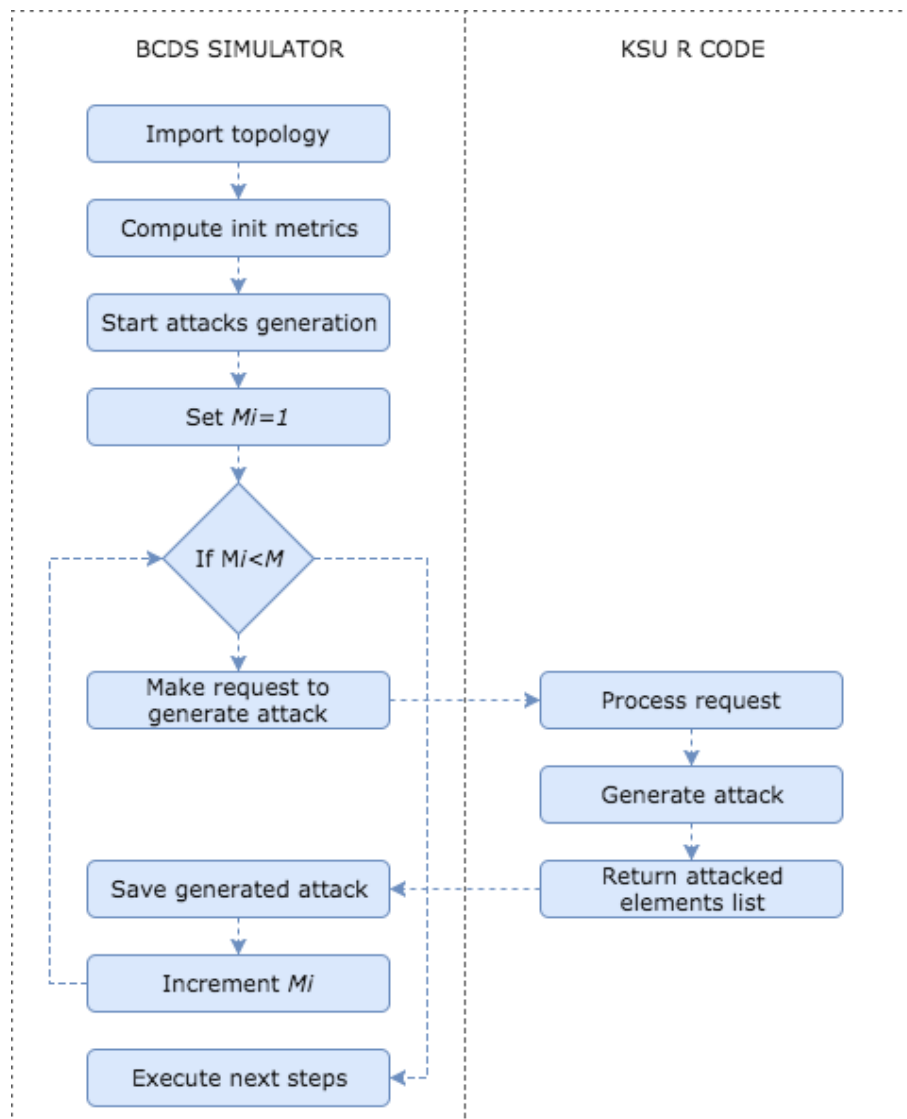 BCDS SIMULATOR
KSU R CODE
Import topology
Compute init metrics
Start attacks generation
Set Mi=1
If Mi<M
Make request to
generate attack
Process request
Generate attack
Return attacked
elements list
Save generated attack
Increment Mi
Execute next steps